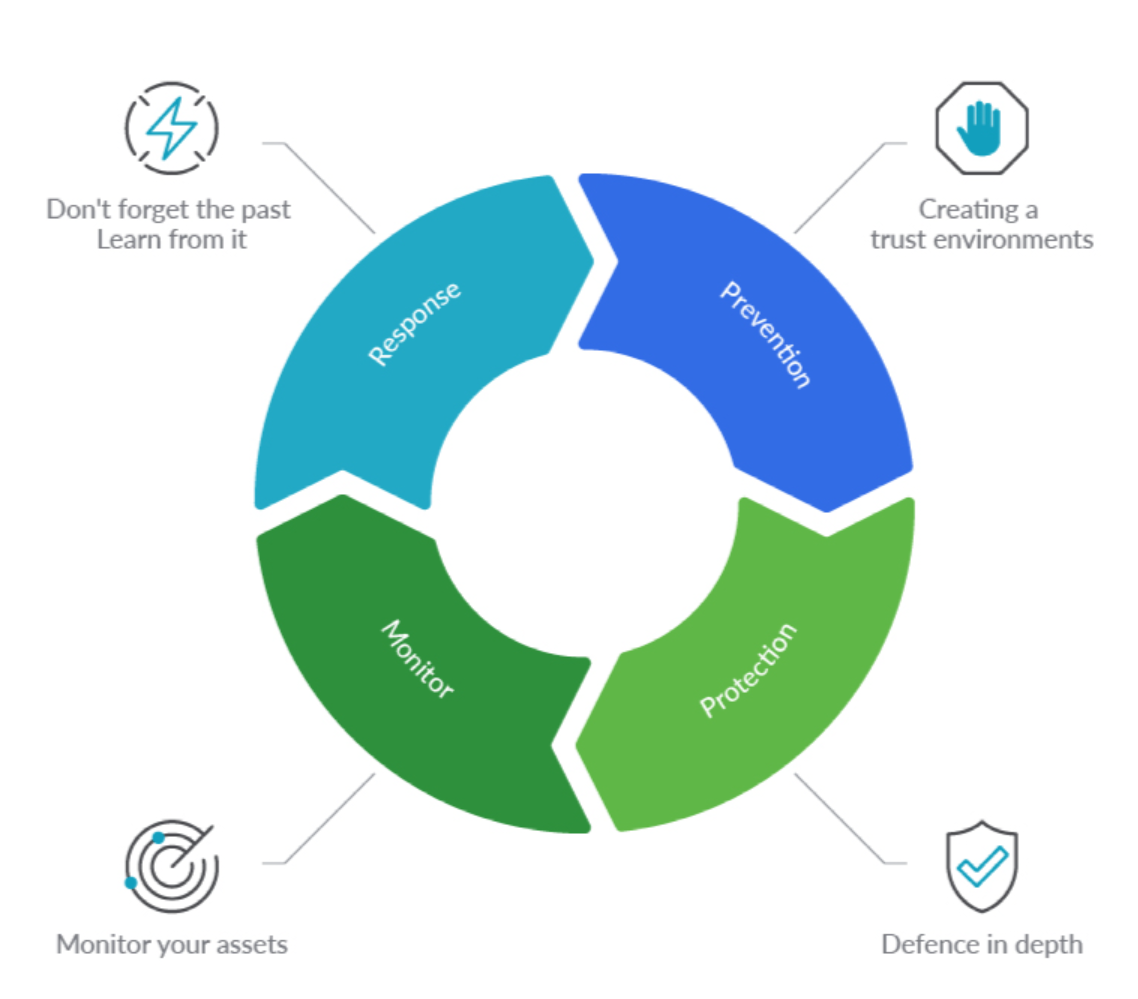 Don't forget the past
Learn from it
Creating a
trust environments
Response
Prevention
Monitor
Protection
Monitor your assets
Defence in depth